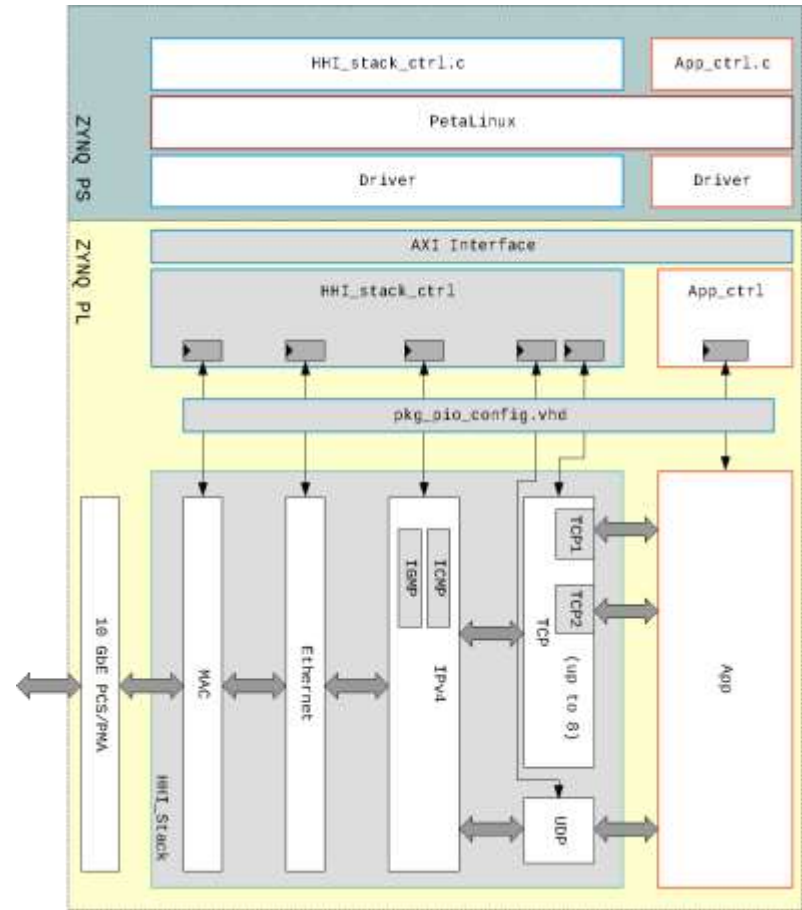 HHI_stack_ctrl.c
App_ctrl.c
PetaLinux
ZYNQ PS
Driver
Driver
ZYNQ PL
AXI Interface
HHI_stack_ctrl
App_ctrl
pkg_pio_config.vhd
10 GbE PCS/PMA
MAC
Ethernet
IPv4
IGMP
ICMP
TCP
TCP1
TCP2
(up to 8)
UDP
App
HHI_Stack